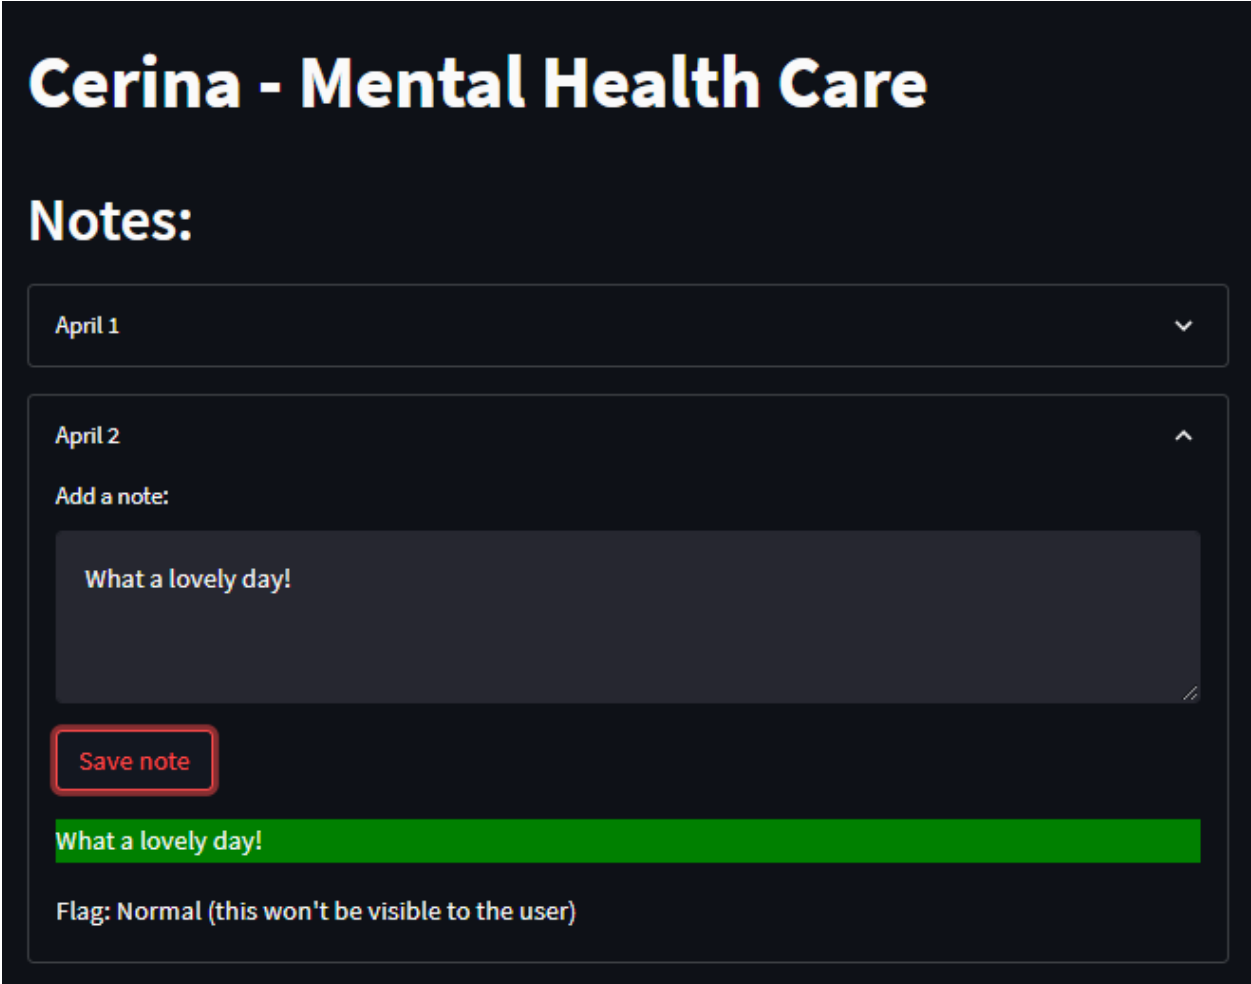 Cerina - Mental Health Care
Notes:
April 1
April 2
Add a note:
What a lovely day!
Save note
What a lovely day!
Flag: Normal (this won't be visible to the user)